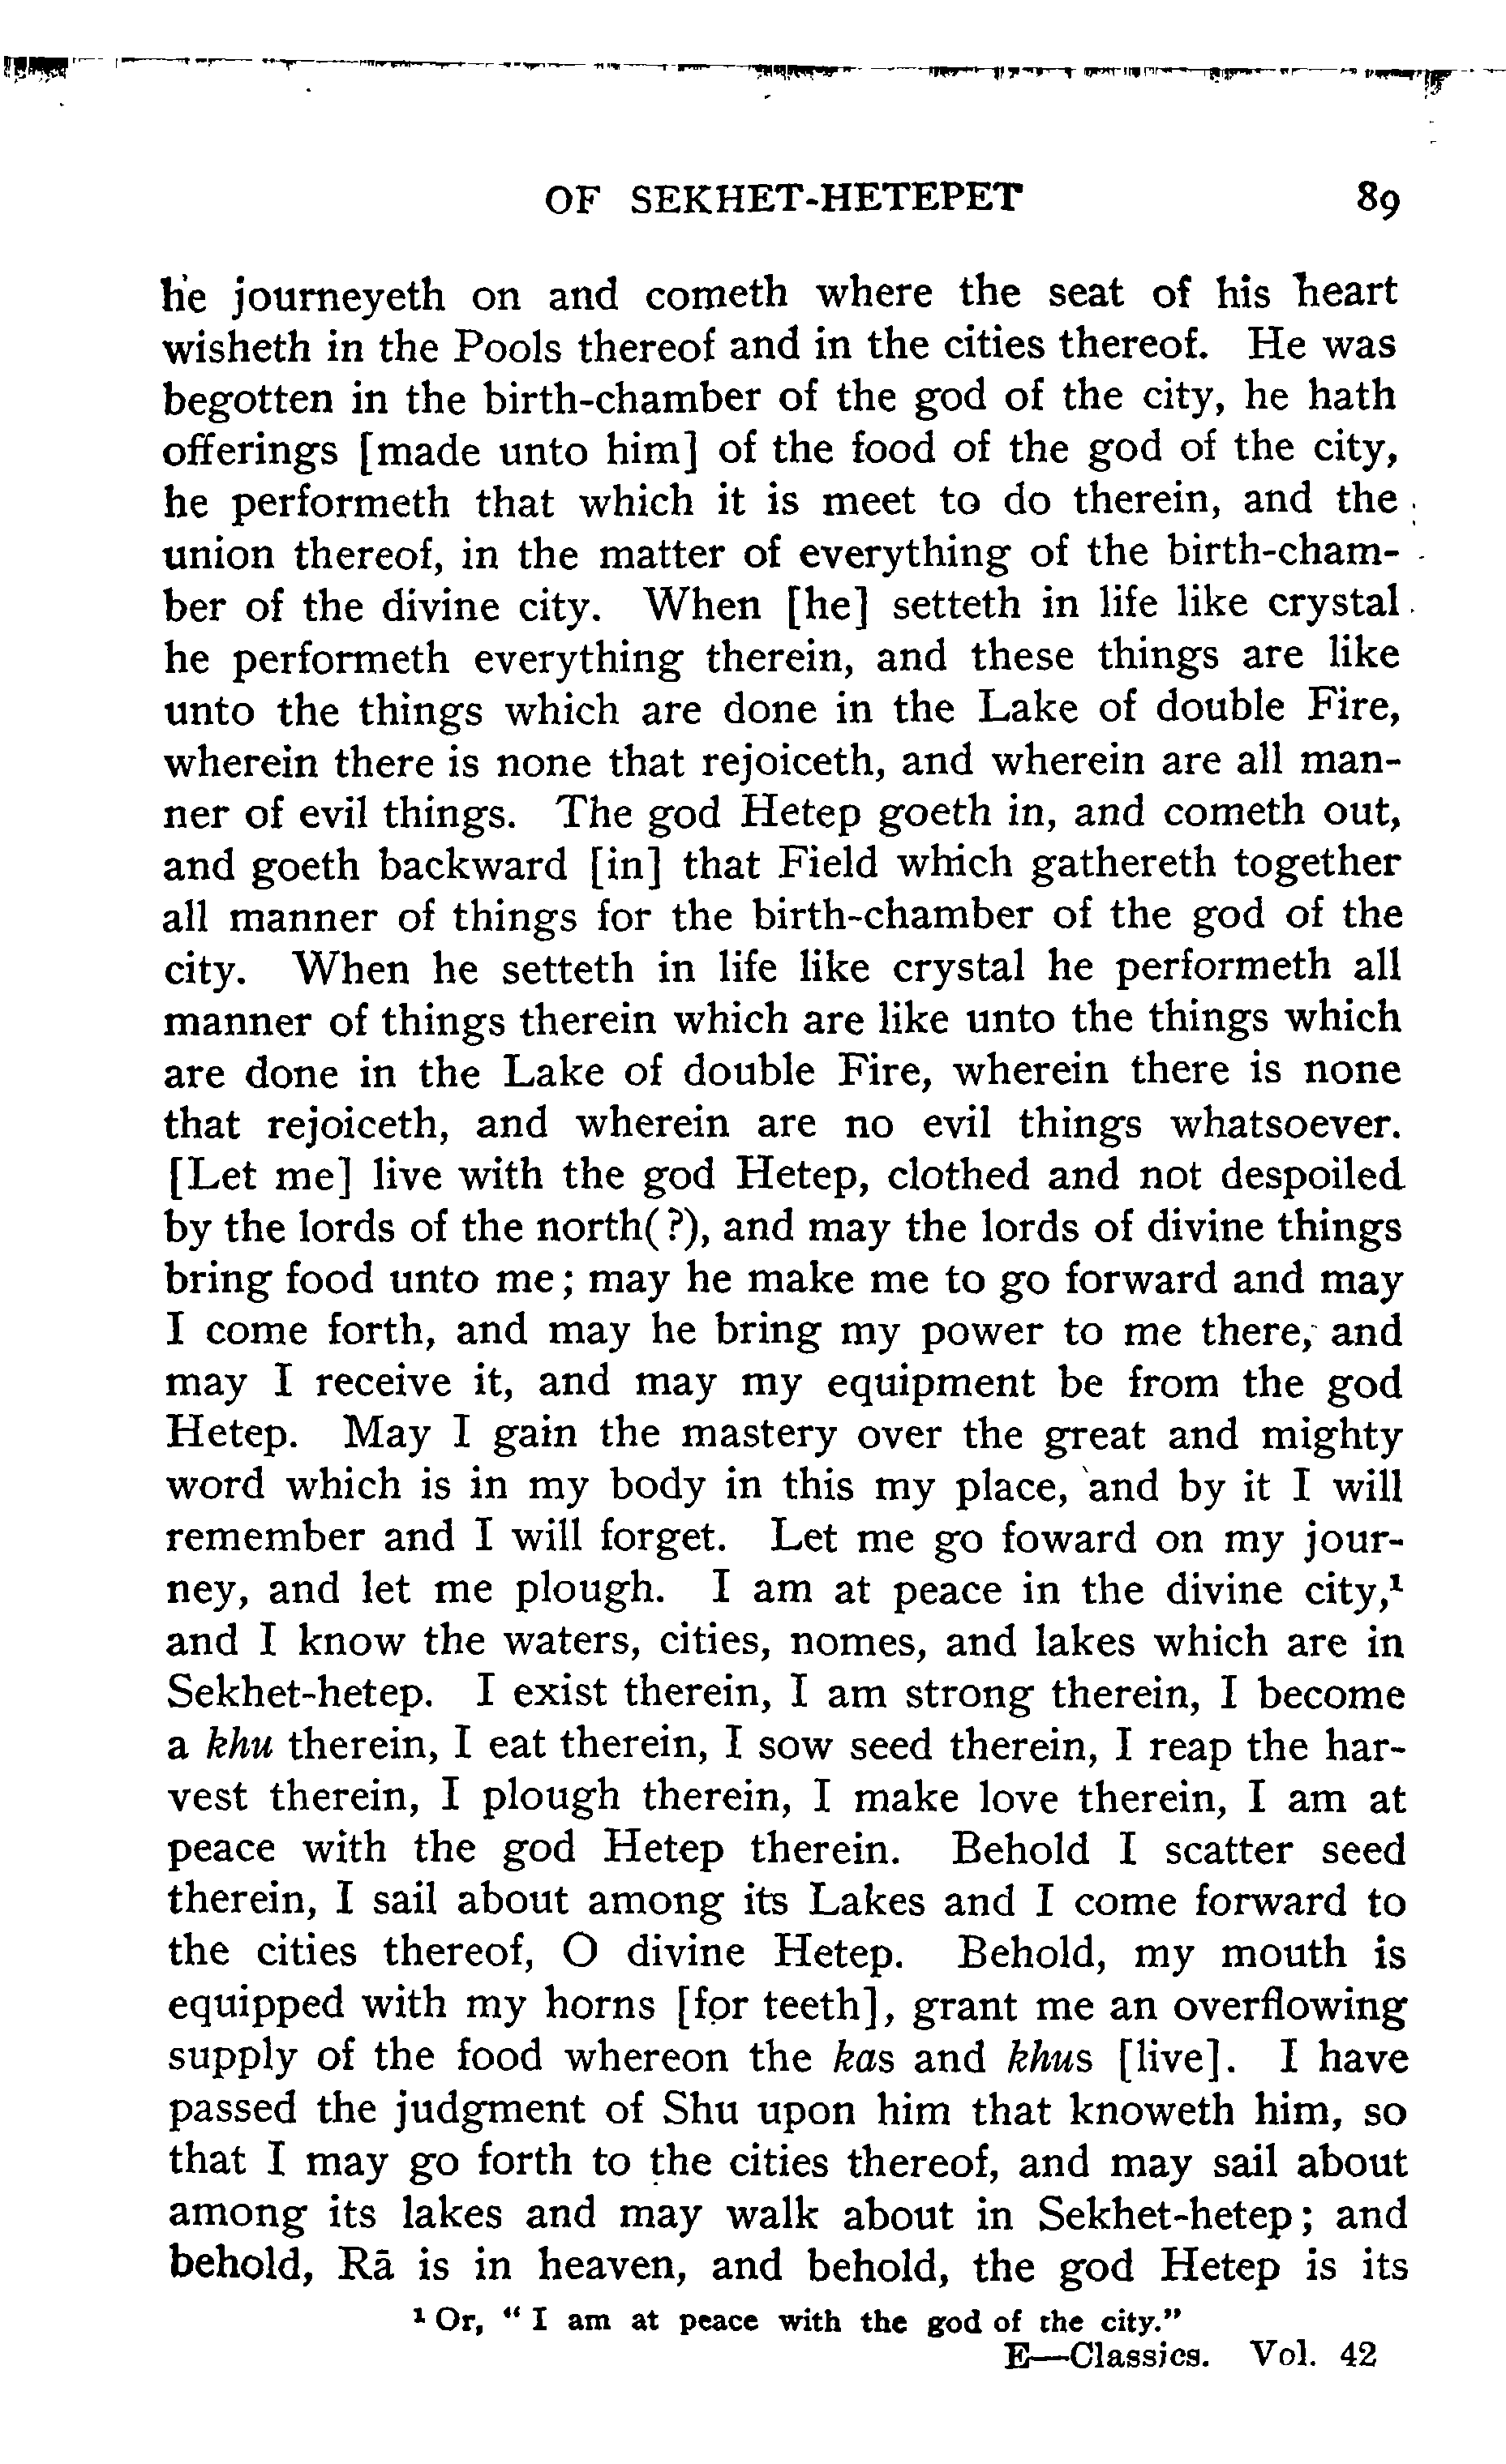 OF SEKHET-HETEPET 89
he journeyeth on and cometh where the seat of his heart
wisheth in the Pools thereof and in the cities thereof. He was
begotten in the birth-chamber of the god of the city, he hath
offerings [made unto him] of the food of the god of the city,
he performeth that which it is meet to do therein, and the
union thereof, in the matter of everything of the birth-cham-
ber of the divine city. When [he] setteth in life like crystal
he performeth everything therein, and these things are like
unto the things which are done in the Lake of double Fire,
wherein there is none that rejoiceth, and wherein are all man-
ner of evil things. The god Hetep goeth in, and cometh out,
and goeth backward [in] that Field which gathereth together
all manner of things for the birth-chamber of the god of the
city. When he setteth in life like crystal he performeth all
manner of things therein which are like unto the things which
are done in the Lake of double Fire, wherein there is none
that rejoiceth, and wherein are no evil things whatsoever.
[Let me] live with the god Hetep, clothed and not despoiled
by the lords of the north(?), and may the lords of divine things
bring food unto me; may he make me to go forward and may
I come forth, and may he bring my power to me there, and
may I receive it, and may my equipment be from the god
Hetep. May I gain the mastery over the great and mighty
word which is in my body in this my place, and by it I will
remember and I will forget. Let me go foward on my jour-
ney, and let me plough. I am at peace in the divine city,¹
and I know the waters, cities, nomes, and lakes which are in
Sekhet-hetep. I exist therein, I am strong therein, I become
a khu therein, I eat therein, I sow seed therein, I reap the har-
vest therein, I plough therein, I make love therein, I am at
peace with the god Hetep therein. Behold I scatter seed
therein, I sail about among its Lakes and I come forward to
the cities thereof, O divine Hetep. Behold, my mouth is
equipped with my horns [for teeth], grant me an overflowing
supply of the food whereon the kas and khus [live]. I have
passed the judgment of Shu upon him that knoweth him, so
that I may go forth to the cities thereof, and may sail about
among its lakes and may walk about in Sekhet-hetep; and
behold, Rā is in heaven, and behold, the god Hetep is its
¹ Or, "I am at peace with the god of the city."
E—Classics. Vol. 42